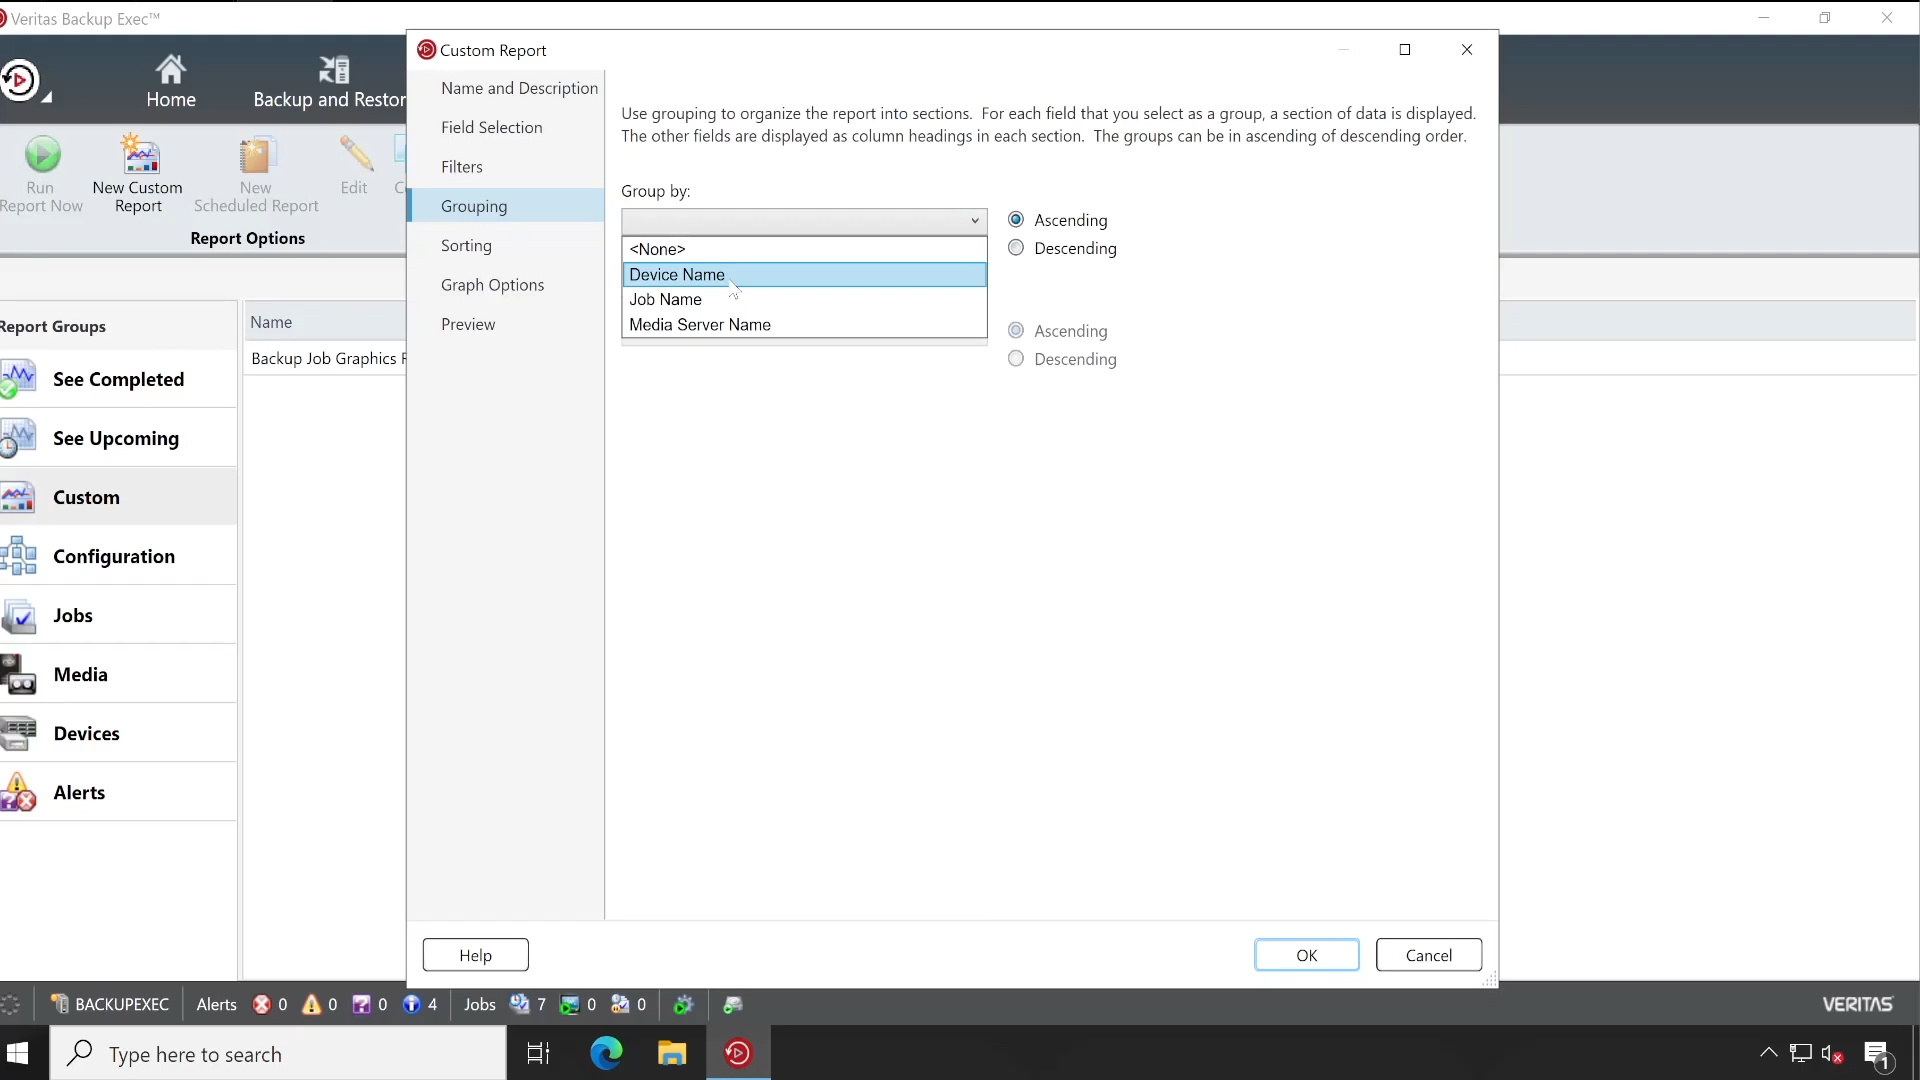 Veritas Backup Exec™
Home
Backup and Restor
Run
Report Now
New Custom
Report
New
Scheduled Report
Edit
C
Report Options
Report Groups
See Completed
See Upcoming
Custom
Configuration
Jobs
Media
Devices
Alerts
Name
Backup Job Graphics R
Custom Report
Name and Description
Field Selection
Filters
Grouping
Sorting
Graph Options
Preview
Use grouping to organize the report into sections. For each field that you select as a group, a section of data is displayed.
The other fields are displayed as column headings in each section. The groups can be in ascending of descending order.
Group by:
<None>
Device Name
Job Name
Media Server Name
Ascending
Descending
Ascending
Descending
Help
OK
Cancel
BACKUPEXEC
Alerts 0 0 0 4
Jobs 7 0 0
VERITAS
Type here to search
1